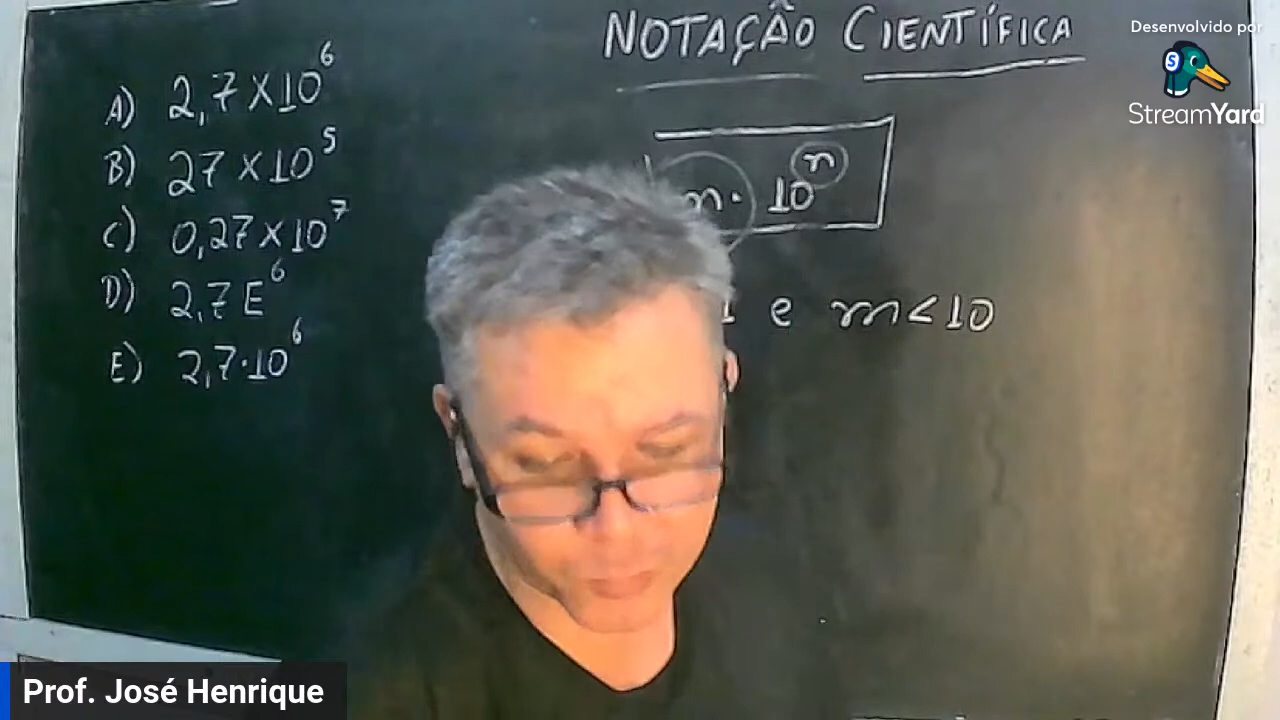 NOTAÇÃO CIENTÍFICA
Desenvolvido por
StreamYard
A) 2,7 X 10⁶
B) 27 X 10⁵
C) 0,27 X 10⁷
D) 2,7 E⁶
E) 2,7 · 10⁶
m · 10ⁿ
1 e m < 10
Prof. José Henrique